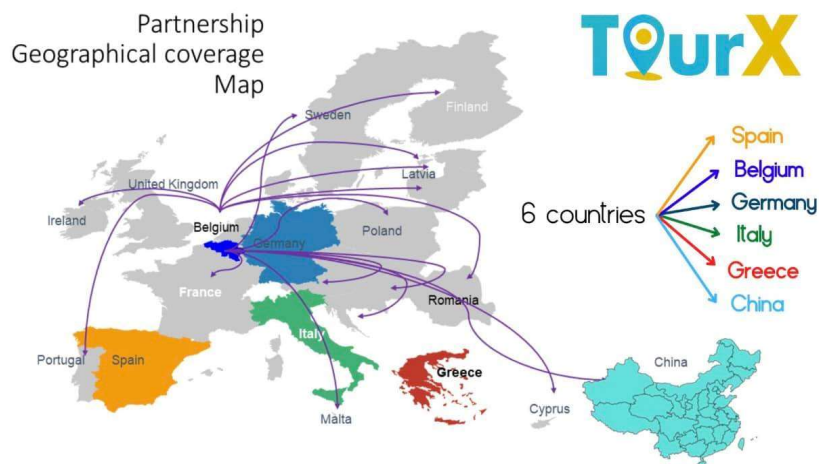 Partnership
Geographical coverage
Map
TourX
Finland
Sweden
Latvia
United Kingdom
Ireland
Belgium
Germany
Poland
France
Romania
Italy
Portugal
Spain
Greece
Malta
Cyprus
China
6 countries
Spain
Belgium
Germany
Italy
Greece
China